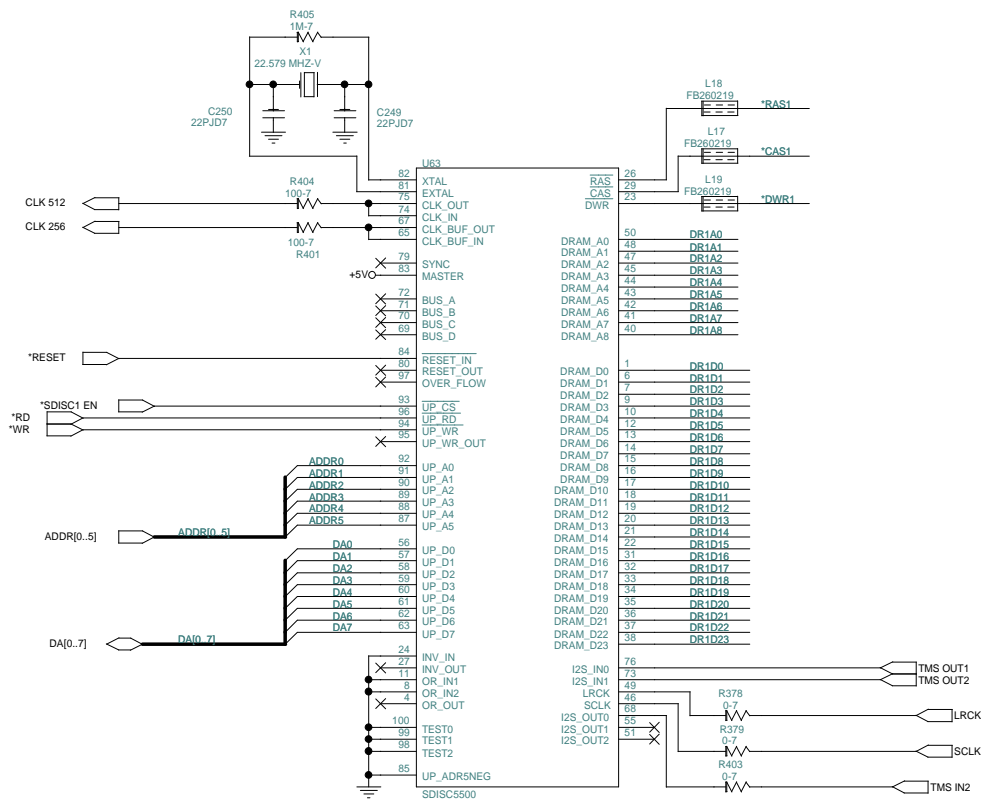 R405
1M-7
X1
22.579 MHZ-V
C250
22PJD7
C249
22PJD7
L18
FB260219
*RAS1
L17
FB260219
*CAS1
L19
FB260219
*DWR1
U63
82 XTAL
81 EXTAL
R404
100-7
CLK 512
75 CLK_OUT
74 CLK_IN
CLK 256
67 CLK_BUF_OUT
65 CLK_BUF_IN
100-7
R401
79 SYNC
+5V 83 MASTER
72 BUS_A
71 BUS_B
70 BUS_C
69 BUS_D
*RESET 84 RESET_IN
80 RESET_OUT
97 OVER_FLOW
*SDISC1 EN 93 UP_CS
*RD 96 UP_RD
*WR 94 UP_WR
95 UP_WR_OUT
ADDR0 92 UP_A0
ADDR1 91 UP_A1
ADDR2 90 UP_A2
ADDR3 89 UP_A3
ADDR4 88 UP_A4
ADDR5 87 UP_A5
ADDR[0..5] ADDR[0..5]
DA0 56 UP_D0
DA1 57 UP_D1
DA2 58 UP_D2
DA3 59 UP_D3
DA4 60 UP_D4
DA5 61 UP_D5
DA6 62 UP_D6
DA7 63 UP_D7
DA[0..7] DA[0..7]
24 INV_IN
27 INV_OUT
11 OR_IN1
8 OR_IN2
4 OR_OUT
100 TEST0
99 TEST1
98 TEST2
85 UP_ADR5NEG
SDISC5500
RAS 26
CAS 29
DWR 23
DRAM_A0 50 DR1A0
DRAM_A1 48 DR1A1
DRAM_A2 47 DR1A2
DRAM_A3 45 DR1A3
DRAM_A4 44 DR1A4
DRAM_A5 43 DR1A5
DRAM_A6 42 DR1A6
DRAM_A7 41 DR1A7
DRAM_A8 40 DR1A8
DRAM_D0 1 DR1D0
DRAM_D1 6 DR1D1
DRAM_D2 7 DR1D2
DRAM_D3 9 DR1D3
DRAM_D4 10 DR1D4
DRAM_D5 12 DR1D5
DRAM_D6 13 DR1D6
DRAM_D7 14 DR1D7
DRAM_D8 15 DR1D8
DRAM_D9 16 DR1D9
DRAM_D10 17 DR1D10
DRAM_D11 18 DR1D11
DRAM_D12 19 DR1D12
DRAM_D13 20 DR1D13
DRAM_D14 21 DR1D14
DRAM_D15 22 DR1D15
DRAM_D16 31 DR1D16
DRAM_D17 32 DR1D17
DRAM_D18 33 DR1D18
DRAM_D19 34 DR1D19
DRAM_D20 35 DR1D20
DRAM_D21 36 DR1D21
DRAM_D22 37 DR1D22
DRAM_D23 38 DR1D23
I2S_IN0 76 TMS OUT1
I2S_IN1 73 TMS OUT2
LRCK 49
SCLK 46
I2S_OUT0 68
I2S_OUT1 55
I2S_OUT2 51
R378
0-7
LRCK
R379
0-7
SCLK
R403
0-7
TMS IN2